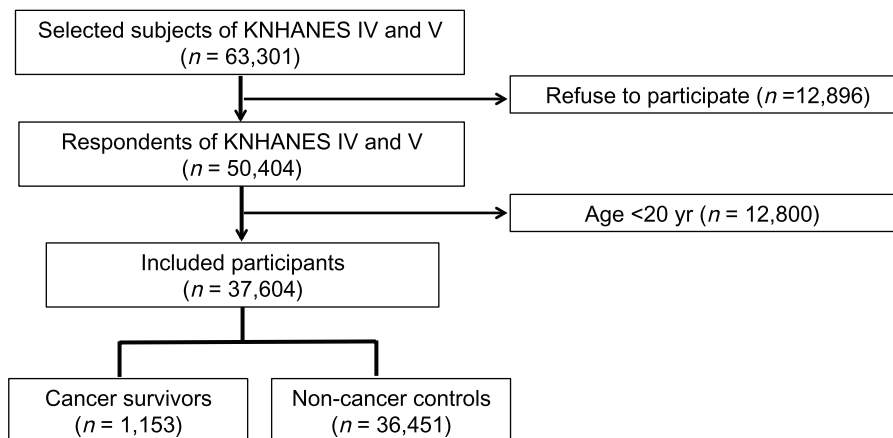 Selected subjects of KNHANES IV and V
(n = 63,301)
Refuse to participate (n =12,896)
Respondents of KNHANES IV and V
(n = 50,404)
Age <20 yr (n = 12,800)
Included participants
(n = 37,604)
Cancer survivors
(n = 1,153)
Non-cancer controls
(n = 36,451)